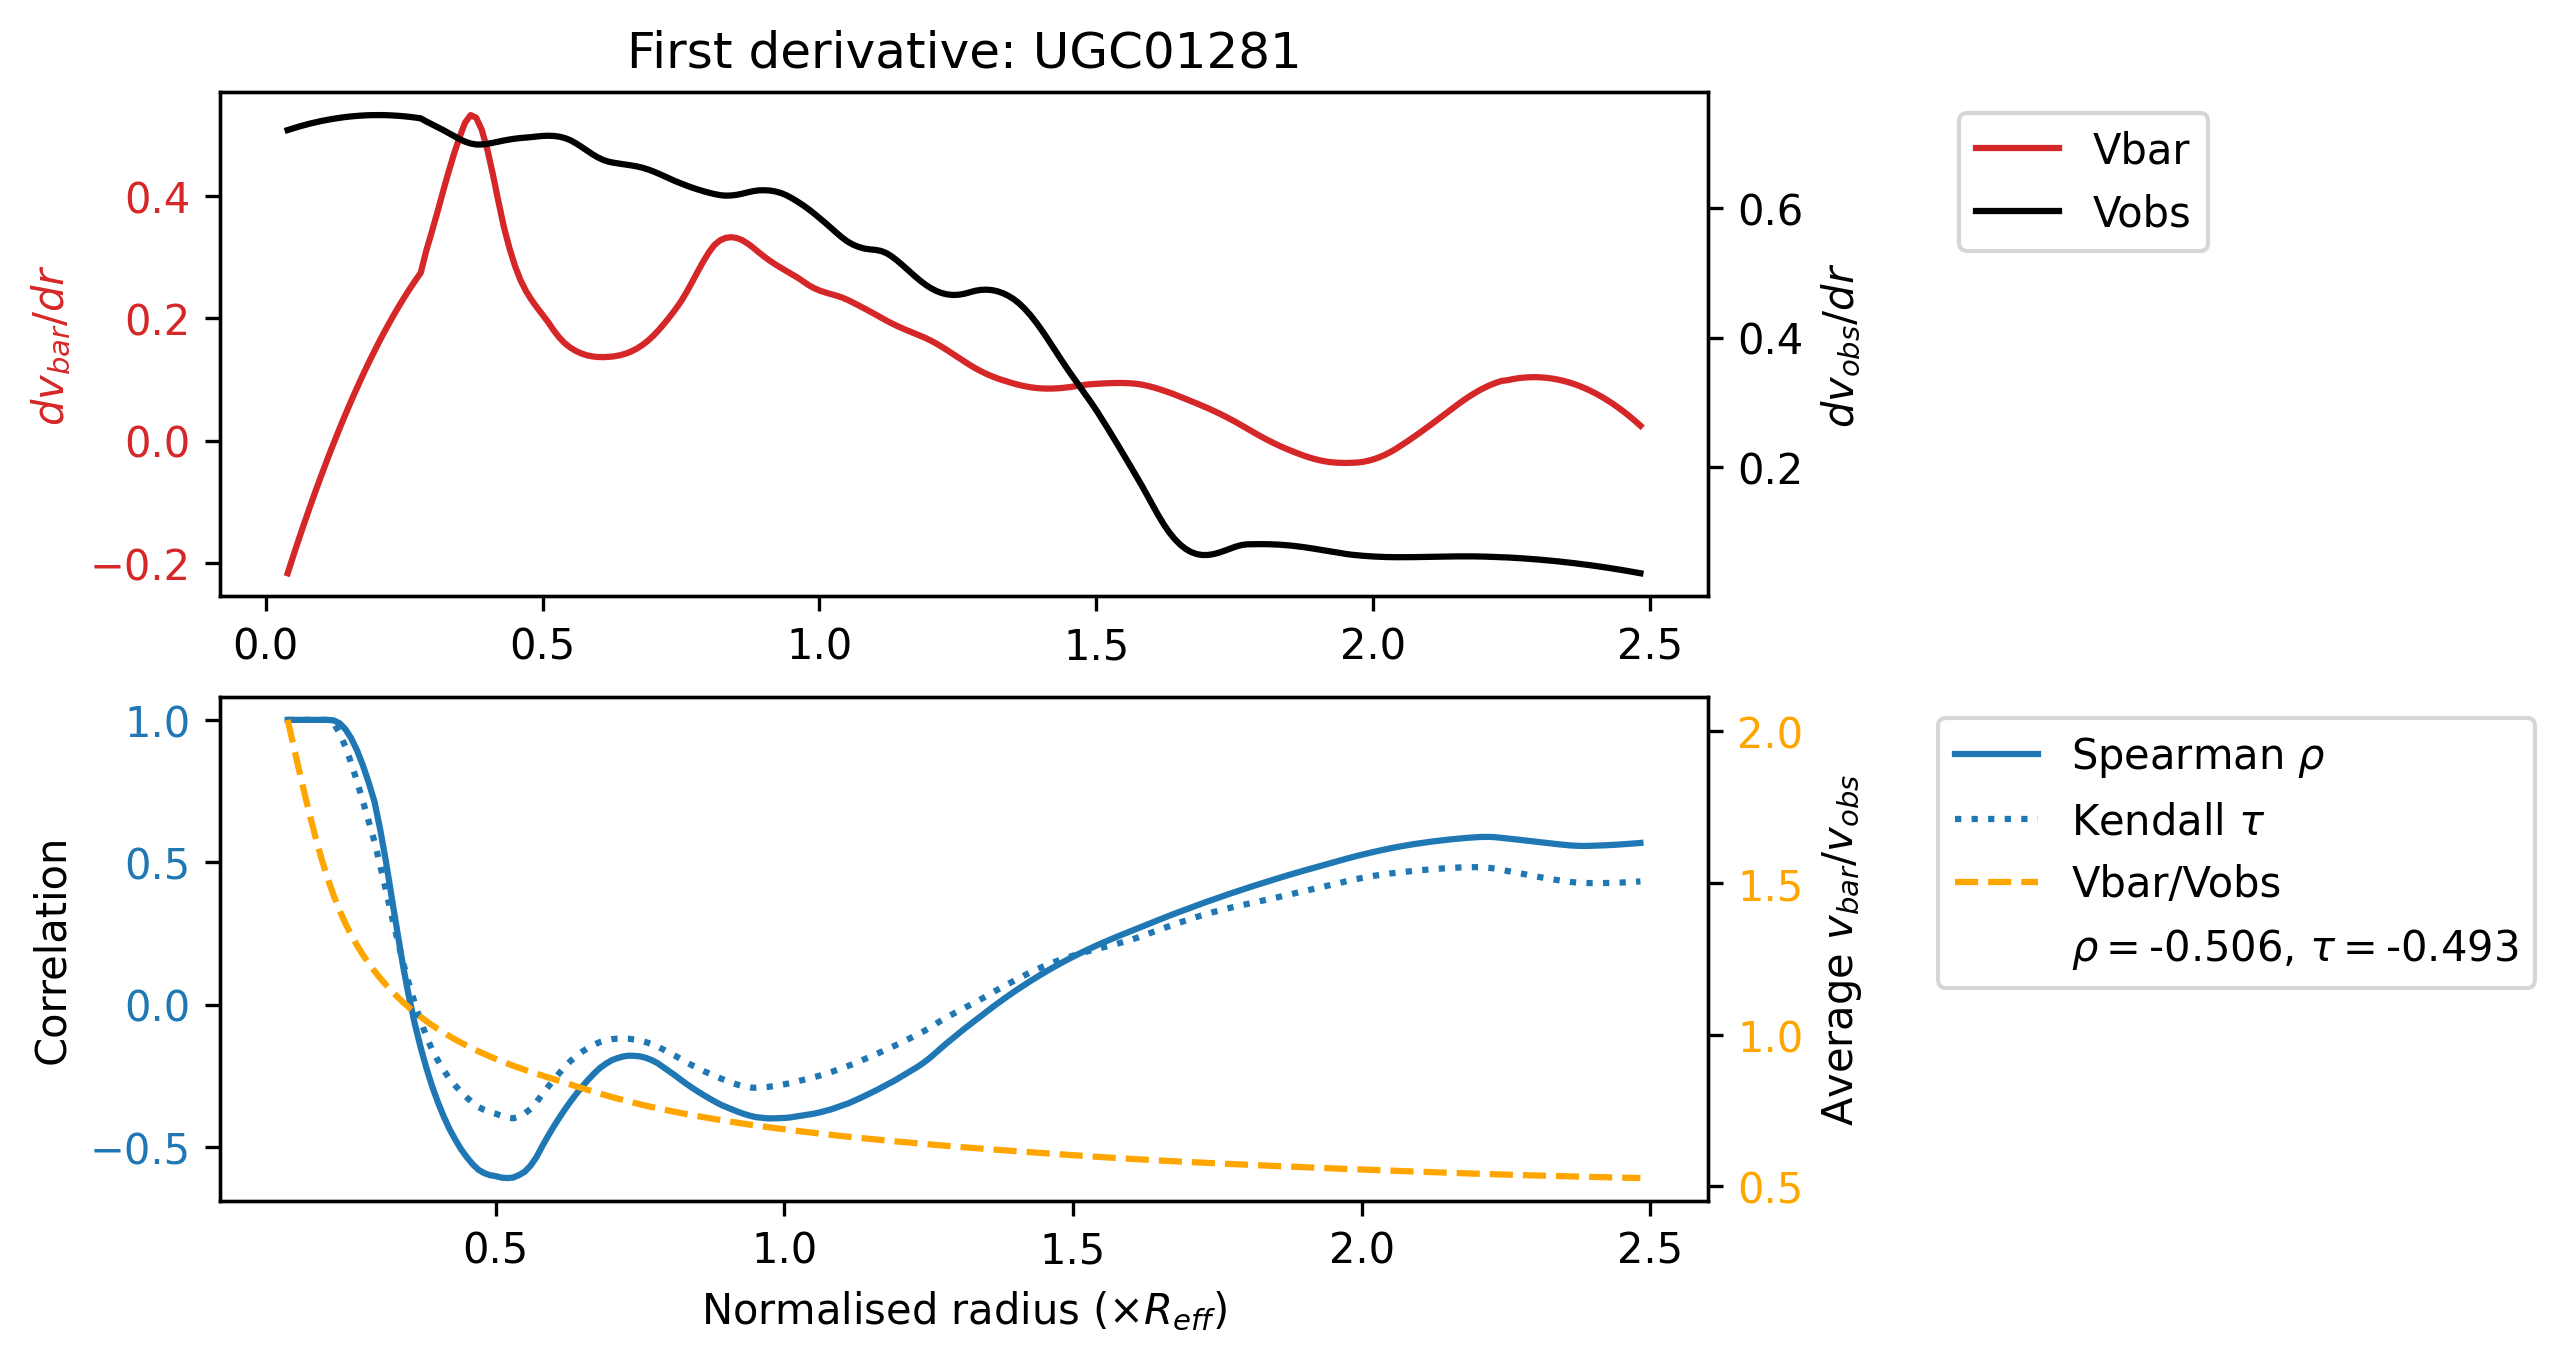 First derivative: UGC01281
dv_bar/dr
0.4
0.2
0.0
−0.2
0.6
0.4
0.2
dv_obs/dr
0.0 0.5 1.0 1.5 2.0 2.5
Vbar
Vobs
Correlation
1.0
0.5
0.0
−0.5
2.0
1.5
1.0
0.5
Average v_bar/v_obs
0.5 1.0 1.5 2.0 2.5
Normalised radius (×R_eff)
Spearman ρ
Kendall τ
Vbar/Vobs
ρ = -0.506, τ = -0.493